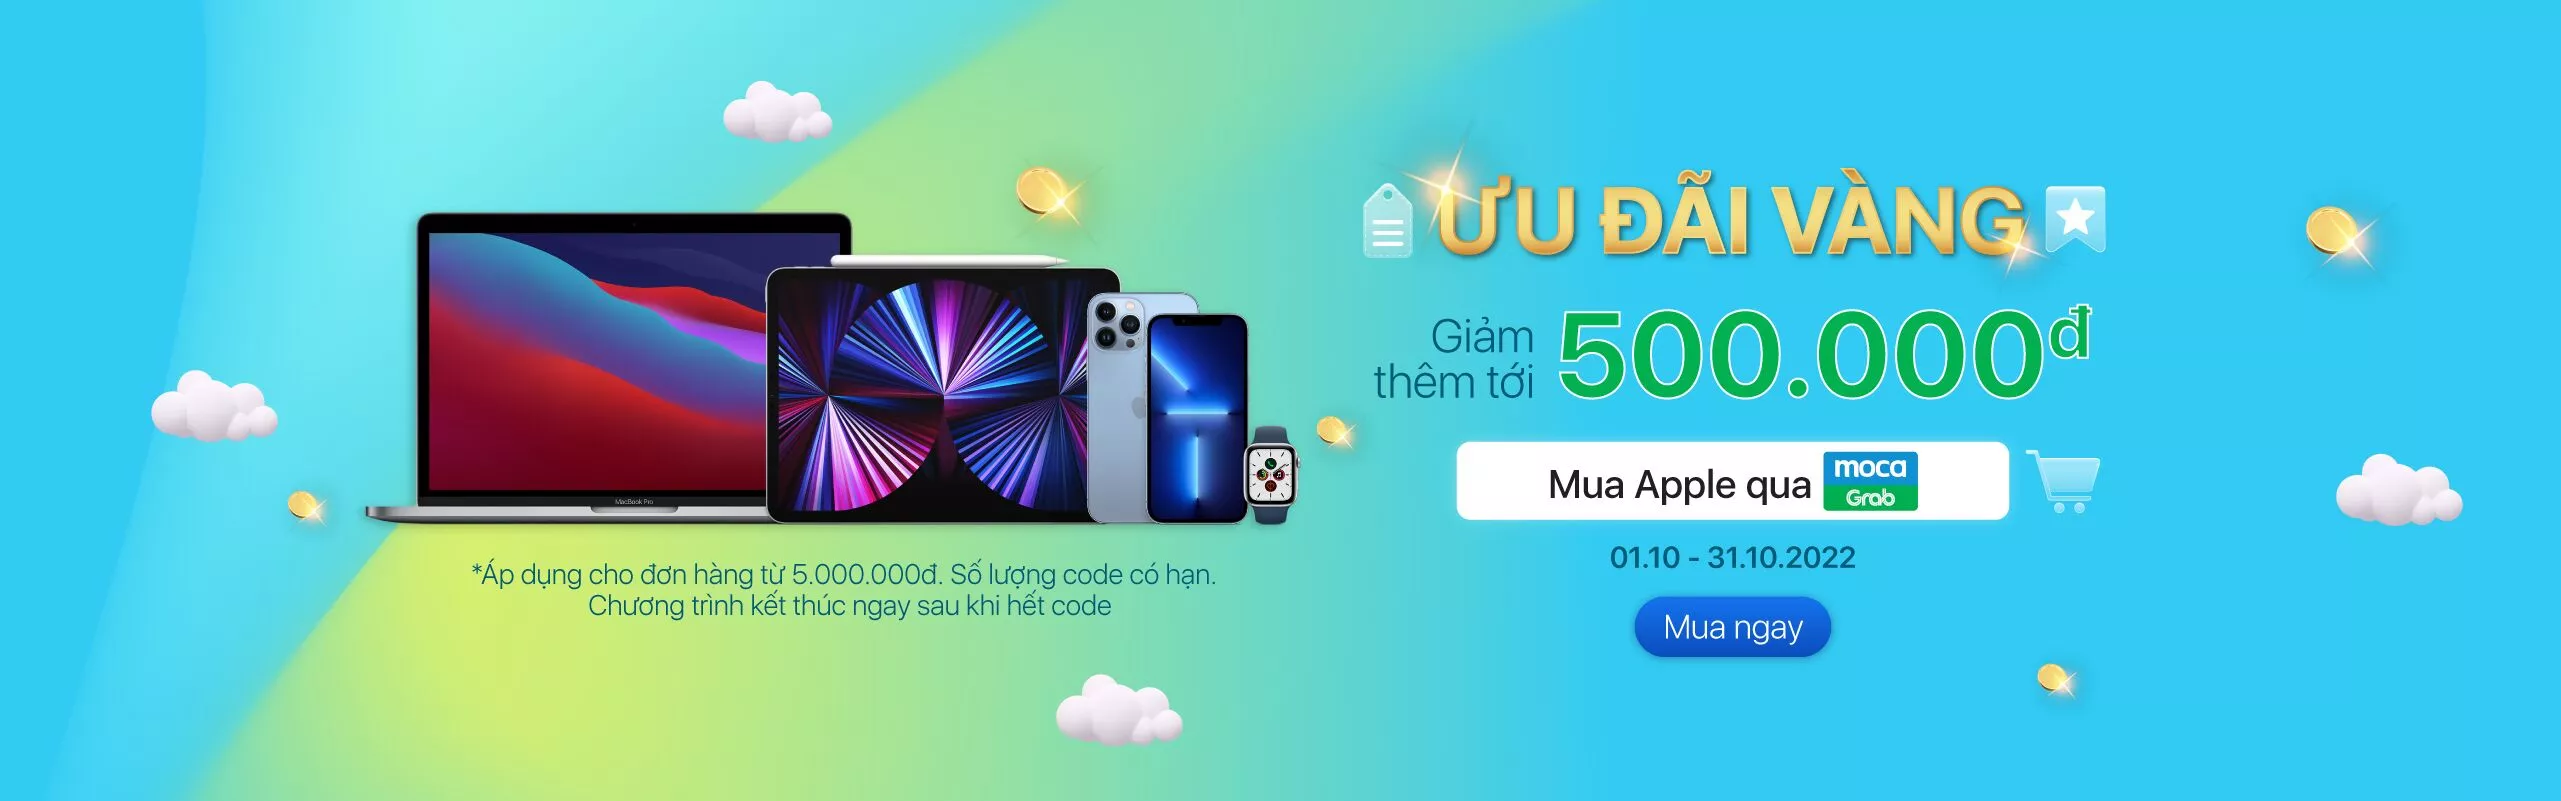 MacBook Pro
*Áp dụng cho đơn hàng từ 5.000.000đ. Số lượng code có hạn.
Chương trình kết thúc ngay sau khi hết code
ƯU ĐÃI VÀNG
Giảm
thêm tới
500.000đ
Mua Apple qua
moca
Grab
01.10 - 31.10.2022
Mua ngay